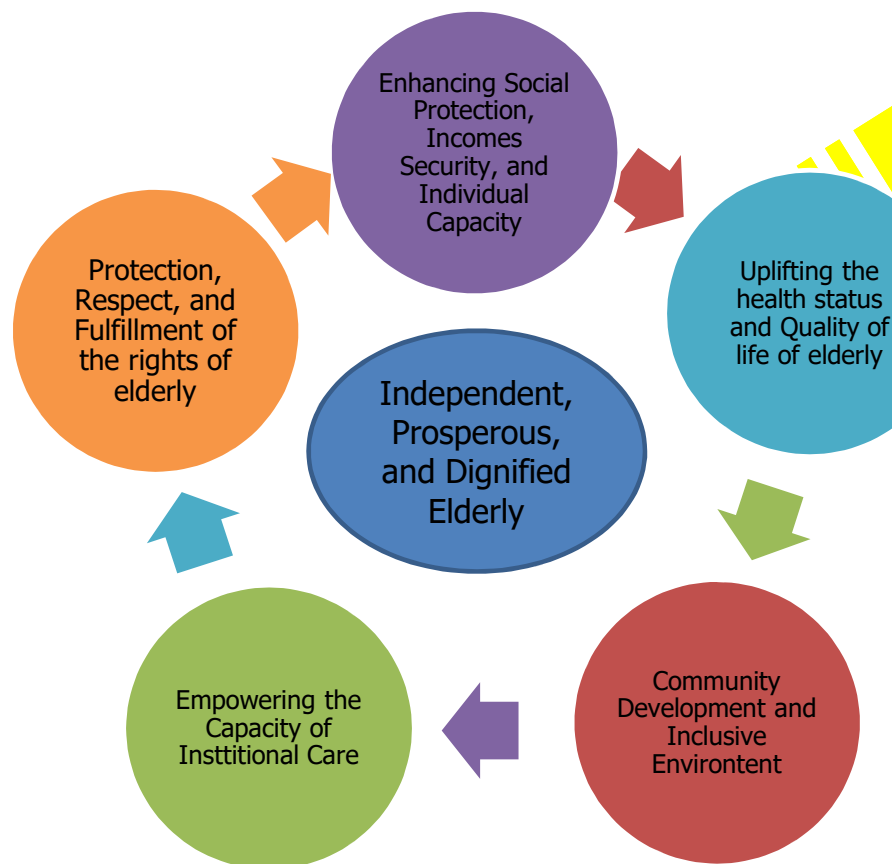 Enhancing Social
Protection,
Incomes
Security, and
Individual
Capacity
Uplifting the
health status
and Quality of
life of elderly
Community
Development and
Inclusive
Environtent
Empowering the
Capacity of
Insttitional Care
Protection,
Respect, and
Fulfillment of
the rights of
elderly
Independent,
Prosperous,
and Dignified
Elderly